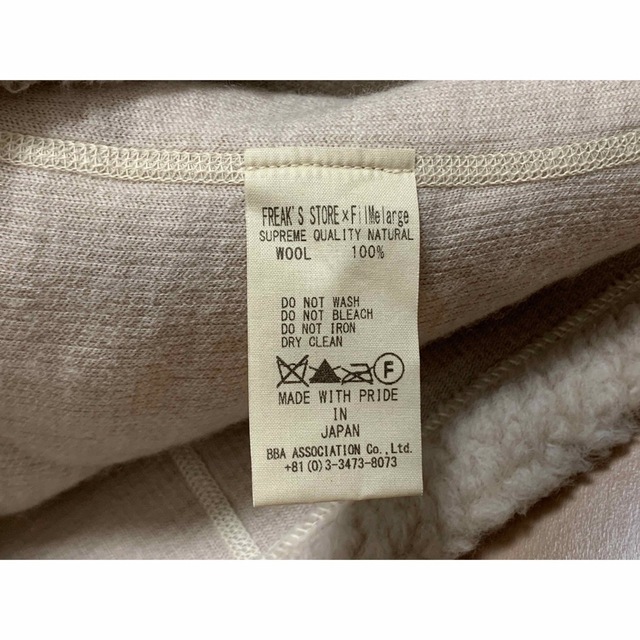 FREAK'S STORE×FilMelange
SUPREME QUALITY NATURAL
WOOL 100%
DO NOT WASH
DO NOT BLEACH
DO NOT IRON
DRY CLEAN
F
MADE WITH PRIDE
IN
JAPAN
BBA ASSOCIATION Co., Ltd.
+81(0)3-3473-8073